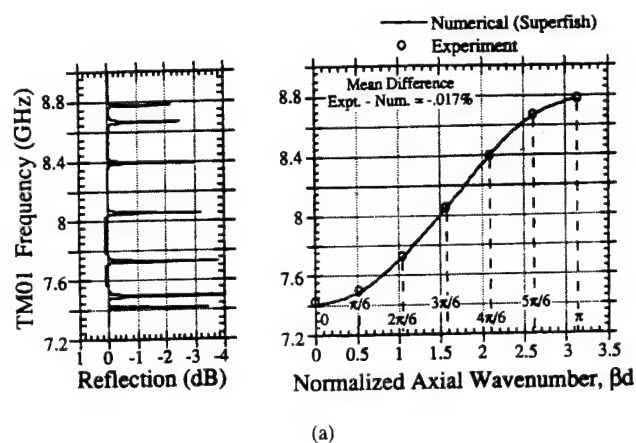 Numerical (Superfish)
Experiment
Mean Difference
Expt. - Num. = -.017%
TM01 Frequency (GHz)
8.8
8.4
8
7.6
7.2
1 0 -1 -2 -3 -4
Reflection (dB)
8.8
8.4
8
7.6
7.2
0 π/6 2π/6 3π/6 4π/6 5π/6 π
0 0.5 1 1.5 2 2.5 3 3.5
Normalized Axial Wavenumber, βd
(a)